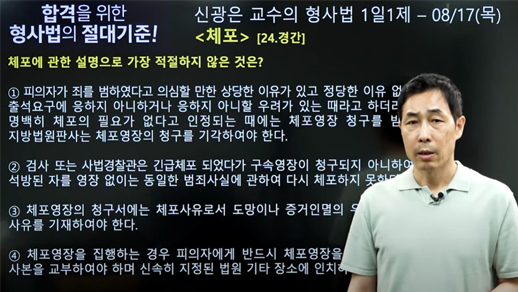 합격을 위한
형사법의 절대기준!
신광은 교수의 형사법 1일1제 – 08/17(목)
<체포> [24.경간]
체포에 관한 설명으로 가장 적절하지 않은 것은?
① 피의자가 죄를 범하였다고 의심할 만한 상당한 이유가 있고 정당한 이유 없
출석요구에 응하지 아니하거나 응하지 아니할 우려가 있는 때라고 하더라
명백히 체포의 필요가 없다고 인정되는 때에는 체포영장 청구를 받
지방법원판사는 체포영장의 청구를 기각하여야 한다.
② 검사 또는 사법경찰관은 긴급체포 되었다가 구속영장이 청구되지 아니하여
석방된 자를 영장 없이는 동일한 범죄사실에 관하여 다시 체포하지 못한
③ 체포영장의 청구서에는 체포사유로서 도망이나 증거인멸의 우
사유를 기재하여야 한다.
④ 체포영장을 집행하는 경우 피의자에게 반드시 체포영장을
사본을 교부하여야 하며 신속히 지정된 법원 기타 장소에 인치하